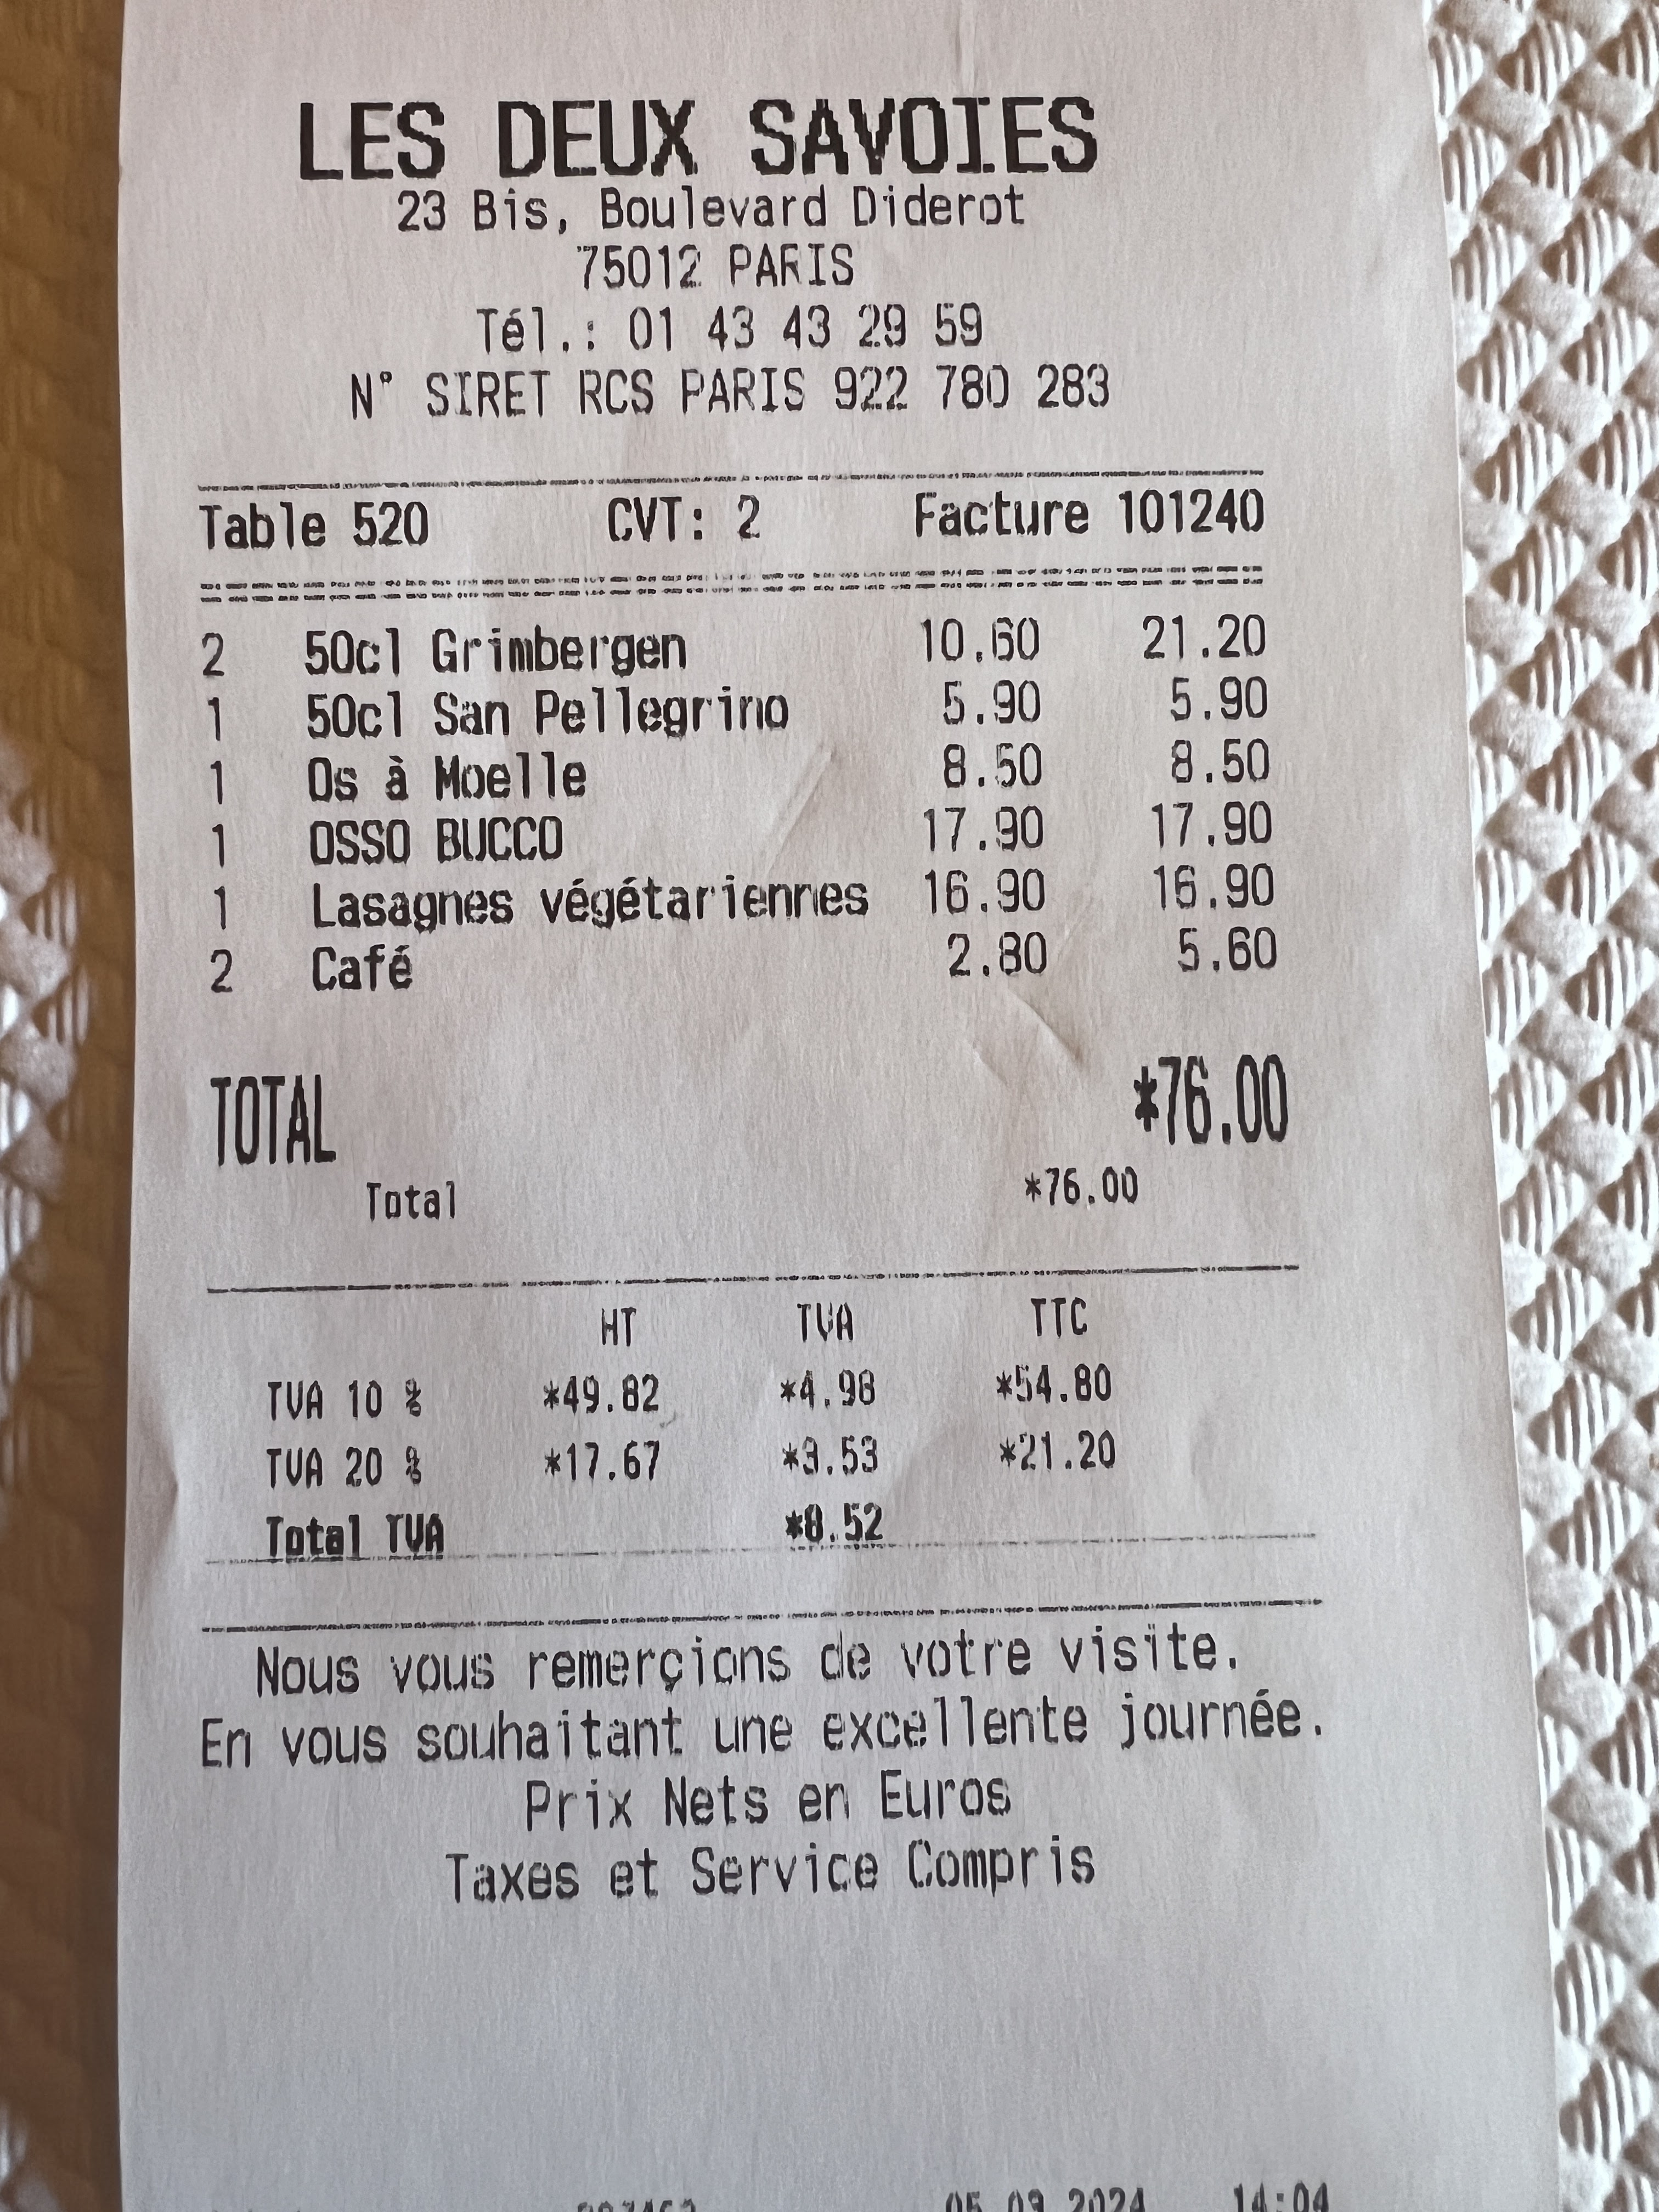 LES DEUX SAVOIES
23 Bis, Boulevard Diderot
75012 PARIS
Tél.: 01 43 43 29 59
N° SIRET RCS PARIS 922 780 283
Table 520 CVT: 2 Facture 101240
2 50cl Grimbergen 10.60 21.20
1 50cl San Pellegrino 5.90 5.90
1 Os à Moelle 8.50 8.50
1 OSSO BUCCO 17.90 17.90
1 Lasagnes végétariennes 16.90 16.90
2 Café 2.80 5.60
TOTAL *76.00
Total *76.00
HT TVA TTC
TVA 10 % *49.82 *4.98 *54.80
TVA 20 % *17.67 *3.53 *21.20
Total TVA *8.52
Nous vous remerçions de votre visite.
En vous souhaitant une excellente journée.
Prix Nets en Euros
Taxes et Service Compris
05.09.2024 14:04